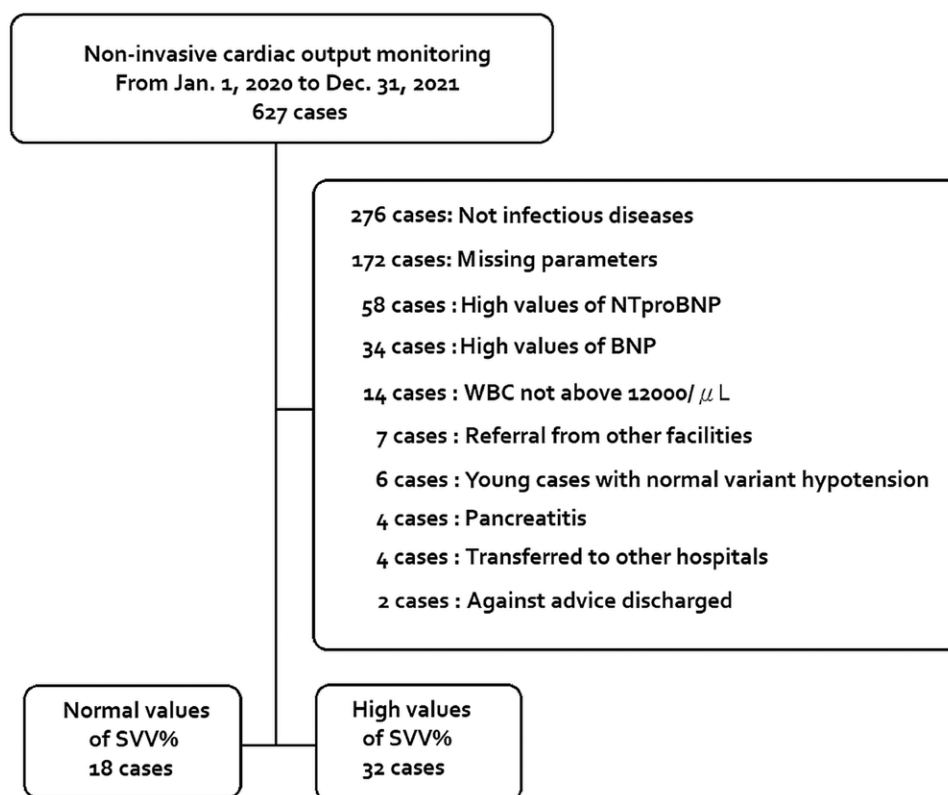 Non-invasive cardiac output monitoring
From Jan. 1, 2020 to Dec. 31, 2021
627 cases
276 cases: Not infectious diseases
172 cases: Missing parameters
58 cases : High values of NTproBNP
34 cases : High values of BNP
14 cases : WBC not above 12000/ μL
7 cases : Referral from other facilities
6 cases : Young cases with normal variant hypotension
4 cases : Pancreatitis
4 cases : Transferred to other hospitals
2 cases : Against advice discharged
Normal values
of SVV%
18 cases
High values
of SVV%
32 cases